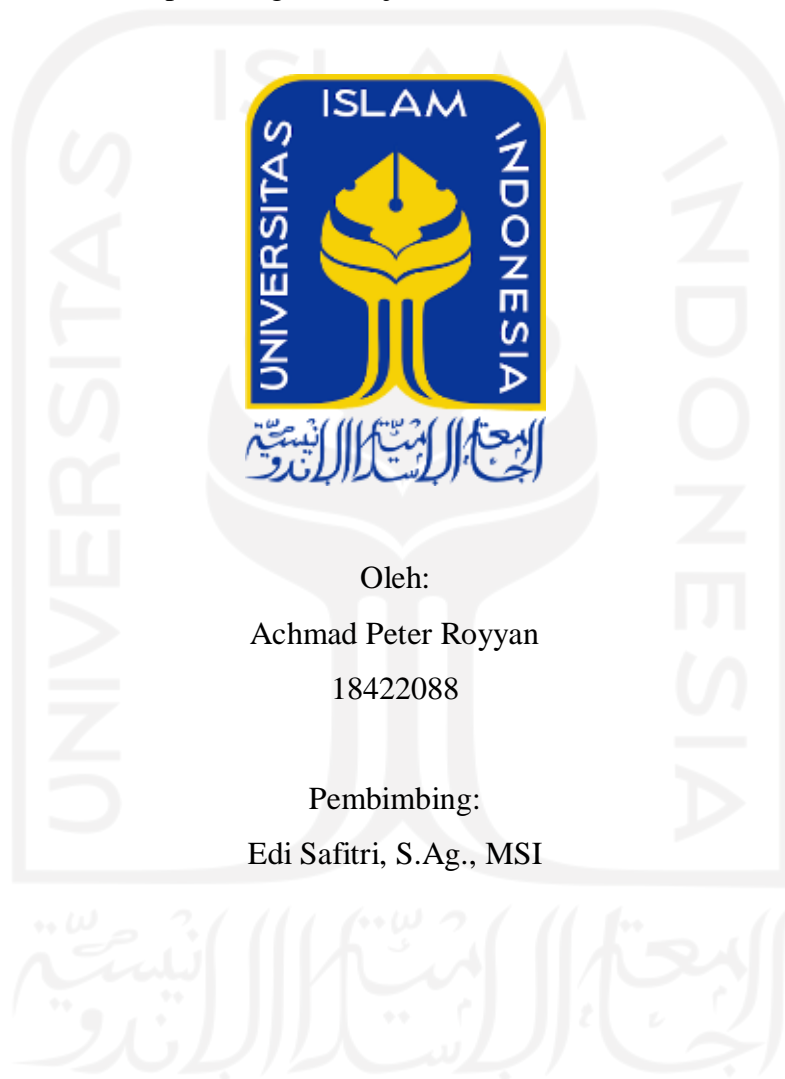 ISLAM
UNIVERSITAS
INDONESIA
الجامعة الإسلامية الإندونيسية
Oleh:
Achmad Peter Royyan
18422088
Pembimbing:
Edi Safitri, S.Ag., MSI